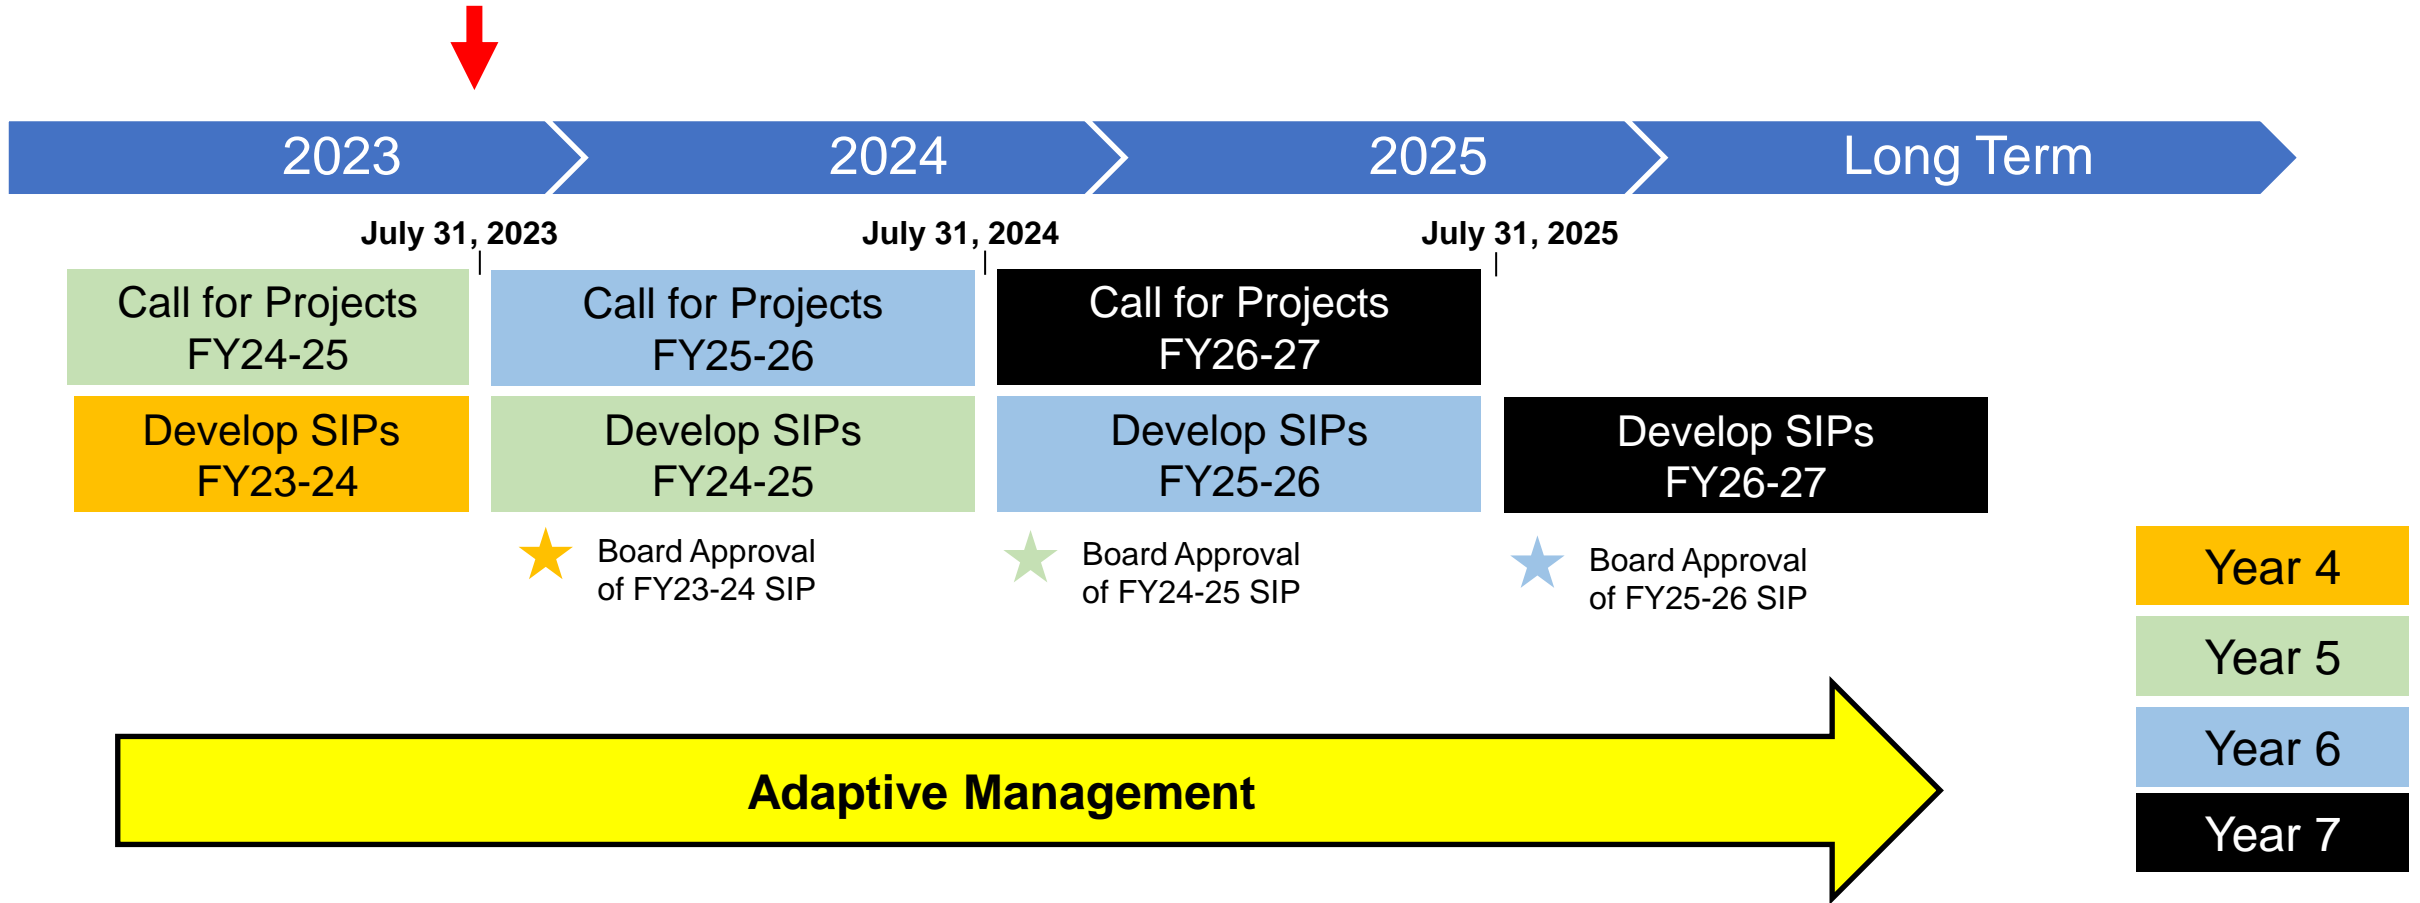 2023
2024
2025
Long Term
July 31, 2023
July 31, 2024
July 31, 2025
Call for Projects
FY24-25
Call for Projects
FY25-26
Call for Projects
FY26-27
Develop SIPs
FY23-24
Develop SIPs
FY24-25
Develop SIPs
FY25-26
Develop SIPs
FY26-27
Board Approval
of FY23-24 SIP
Board Approval
of FY24-25 SIP
Board Approval
of FY25-26 SIP
Year 4
Year 5
Year 6
Year 7
Adaptive Management